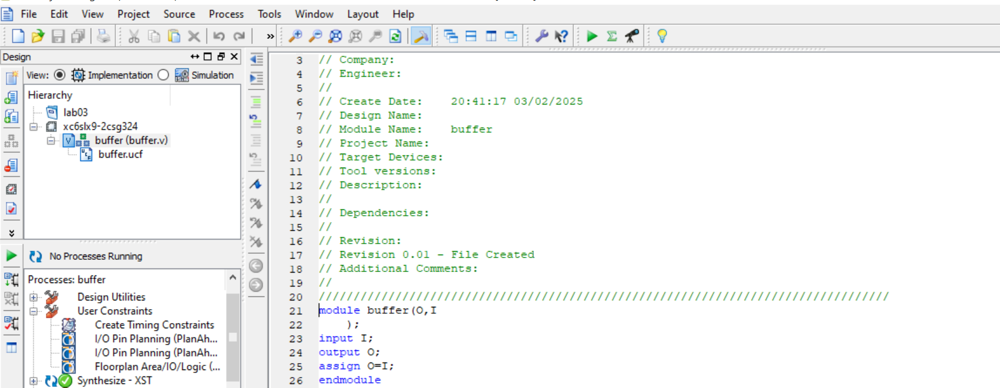 File Edit View Project Source Process Tools Window Layout Help
»
Design
View: Implementation Simulation
Hierarchy
lab03
xc6slx9-2csg324
buffer (buffer.v)
buffer.ucf
No Processes Running
Processes: buffer
Design Utilities
User Constraints
Create Timing Constraints
I/O Pin Planning (PlanAh...
I/O Pin Planning (PlanAh...
Floorplan Area/IO/Logic (...
Synthesize - XST
3 // Company:
4 // Engineer:
5 //
6 // Create Date: 20:41:17 03/02/2025
7 // Design Name:
8 // Module Name: buffer
9 // Project Name:
10 // Target Devices:
11 // Tool versions:
12 // Description:
13 //
14 // Dependencies:
15 //
16 // Revision:
17 // Revision 0.01 - File Created
18 // Additional Comments:
19 //
20 //////////////////////////////////////////////////////////////////////////////////
21 module buffer(O,I
22 );
23 input I;
24 output O;
25 assign O=I;
26 endmodule